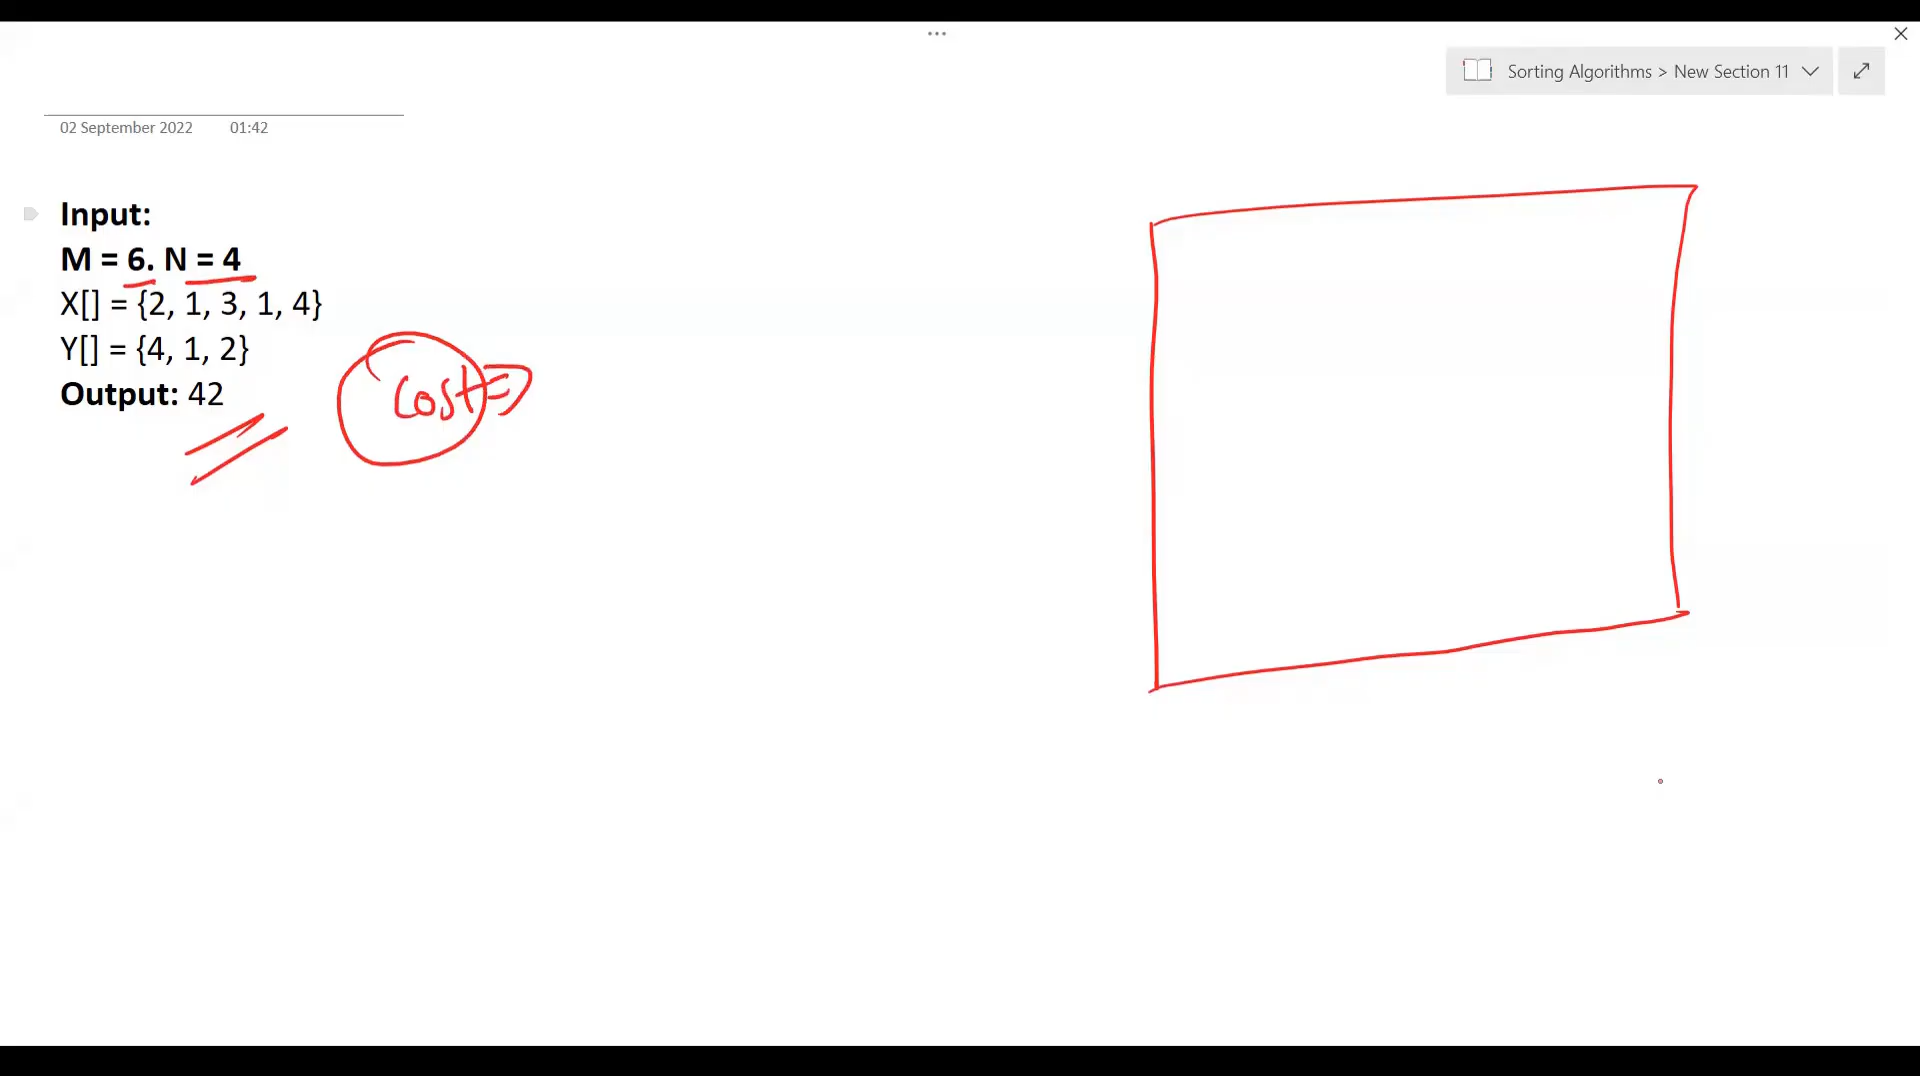 Sorting Algorithms > New Section 11
02 September 2022 01:42
Input:
M = 6. N = 4
X[] = {2, 1, 3, 1, 4}
Y[] = {4, 1, 2}
Output: 42
Cost